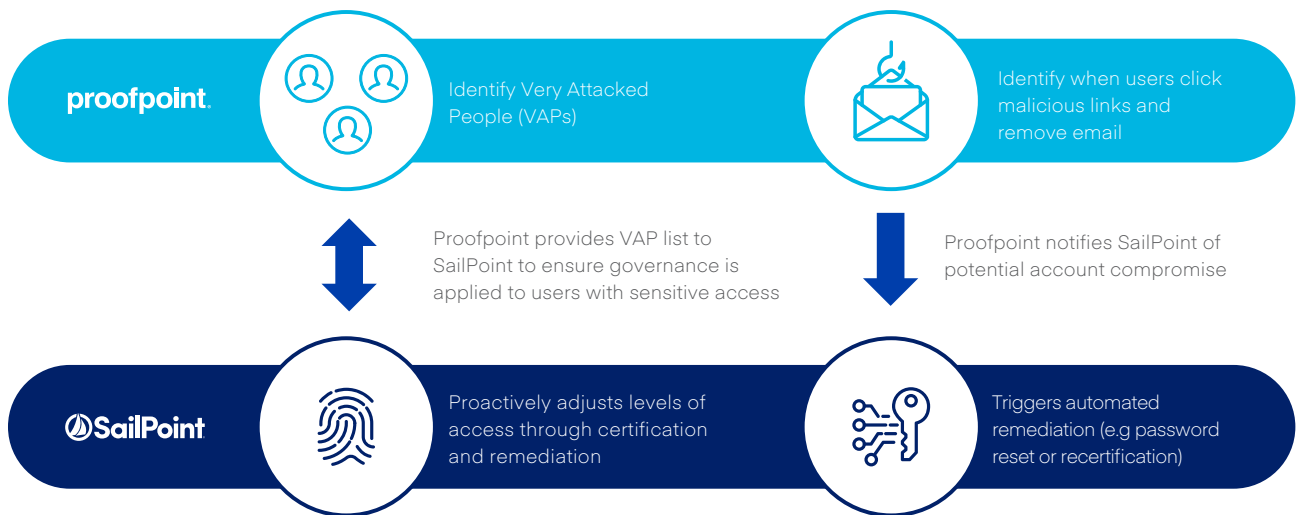 proofpoint.
Identify Very Attacked
People (VAPs)
Identify when users click
malicious links and
remove email
Proofpoint provides VAP list to
SailPoint to ensure governance is
applied to users with sensitive access
Proofpoint notifies SailPoint of
potential account compromise
SailPoint
Proactively adjusts levels of
access through certification
and remediation
Triggers automated
remediation (e.g password
reset or recertification)